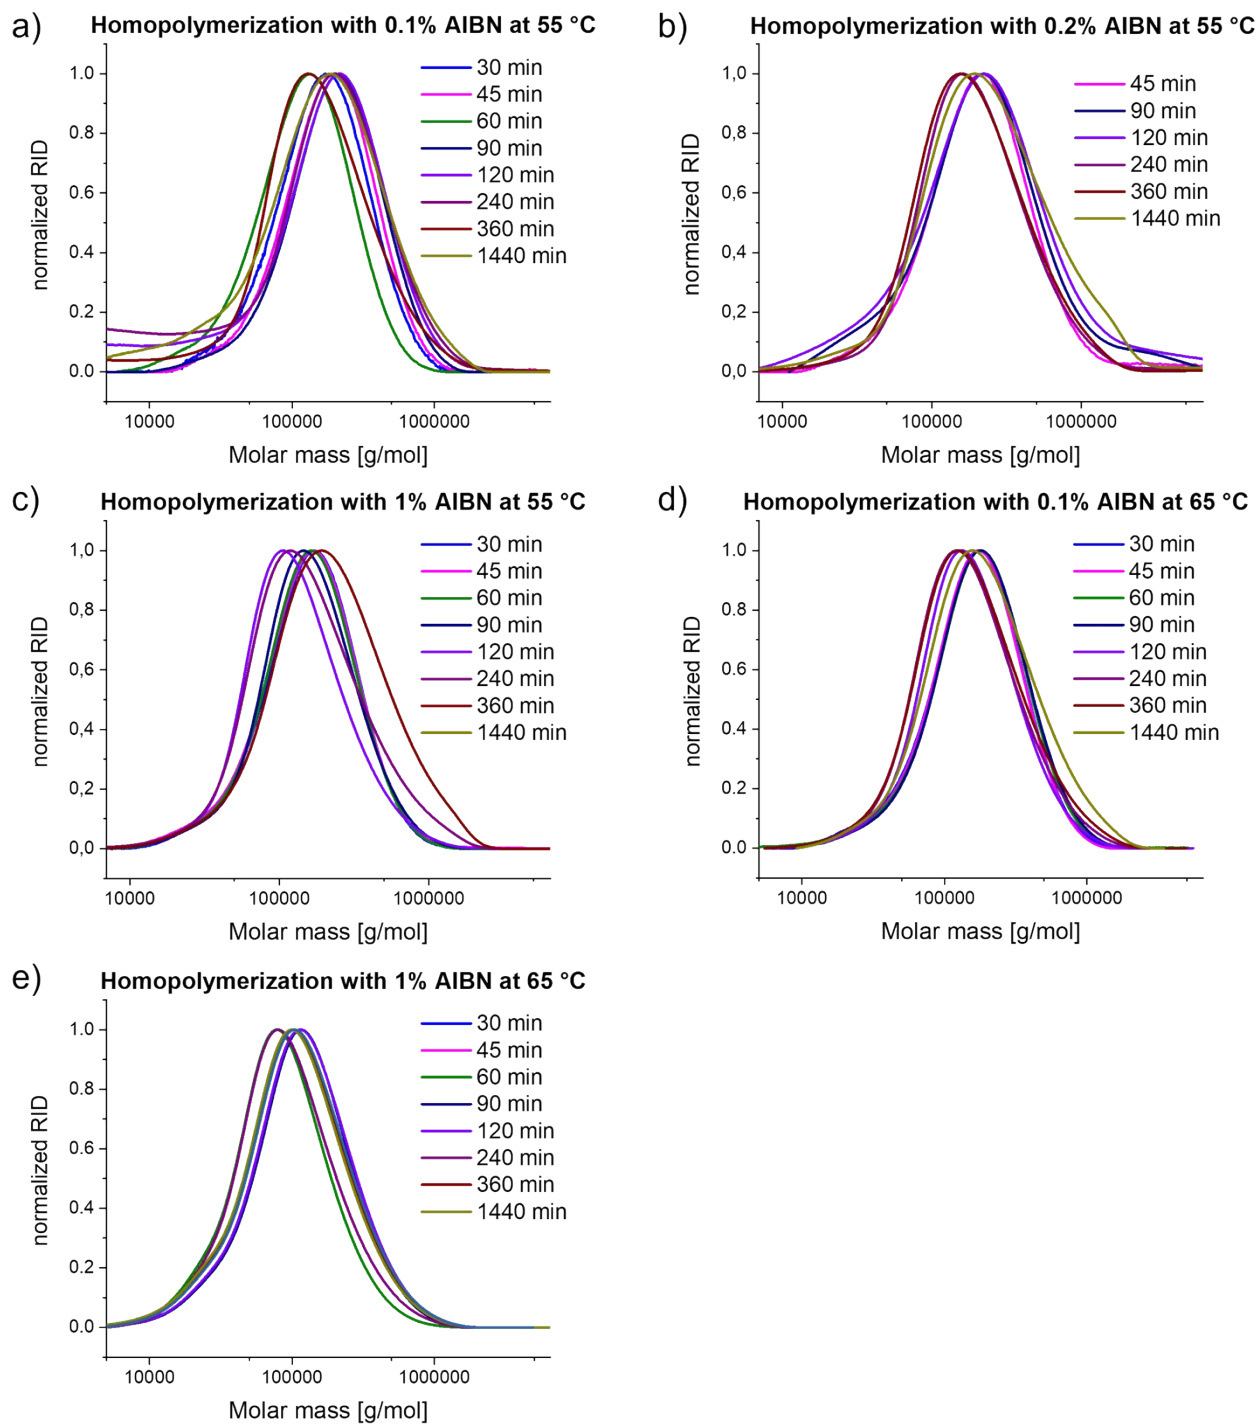 a)
Homopolymerization with 0.1% AIBN at 55 °C
normalized RID
1.0
0.8
0.6
0.4
0.2
0.0
10000 100000 1000000
Molar mass [g/mol]
30 min
45 min
60 min
90 min
120 min
240 min
360 min
1440 min
b)
Homopolymerization with 0.2% AIBN at 55 °C
normalized RID
1,0
0,8
0,6
0,4
0,2
0,0
10000 100000 1000000
Molar mass [g/mol]
45 min
90 min
120 min
240 min
360 min
1440 min
c)
Homopolymerization with 1% AIBN at 55 °C
normalized RID
1,0
0,8
0,6
0,4
0,2
0,0
10000 100000 1000000
Molar mass [g/mol]
30 min
45 min
60 min
90 min
120 min
240 min
360 min
1440 min
d)
Homopolymerization with 0.1% AIBN at 65 °C
normalized RID
1,0
0,8
0,6
0,4
0,2
0,0
10000 100000 1000000
Molar mass [g/mol]
30 min
45 min
60 min
90 min
120 min
240 min
360 min
1440 min
e)
Homopolymerization with 1% AIBN at 65 °C
normalized RID
1.0
0.8
0.6
0.4
0.2
0.0
10000 100000 1000000
Molar mass [g/mol]
30 min
45 min
60 min
90 min
120 min
240 min
360 min
1440 min